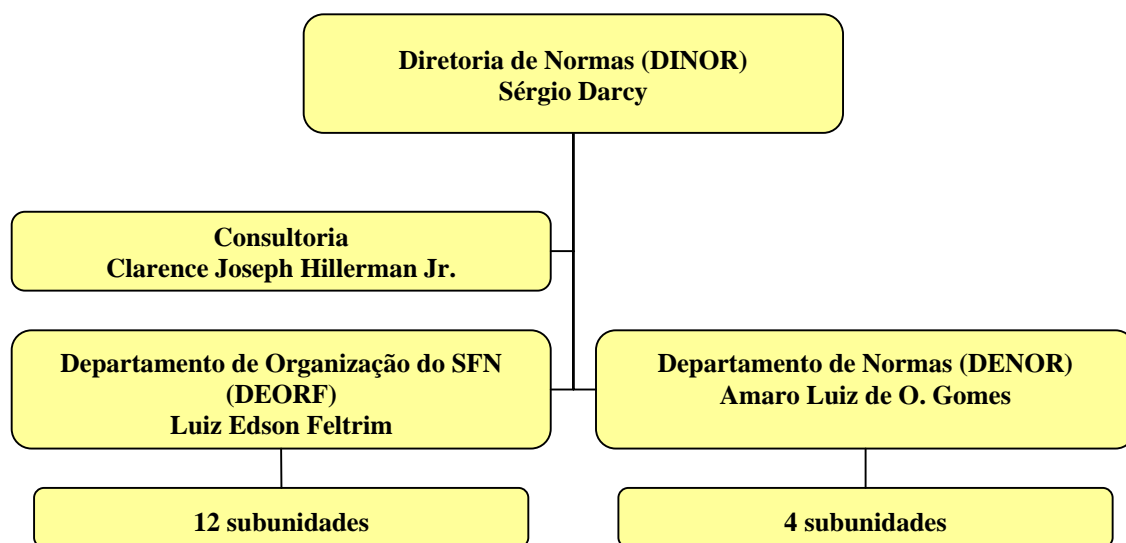 Diretoria de Normas (DINOR)
Sérgio Darcy
Consultoria
Clarence Joseph Hillerman Jr.
Departamento de Organização do SFN
(DEORF)
Luiz Edson Feltrim
Departamento de Normas (DENOR)
Amaro Luiz de O. Gomes
12 subunidades
4 subunidades